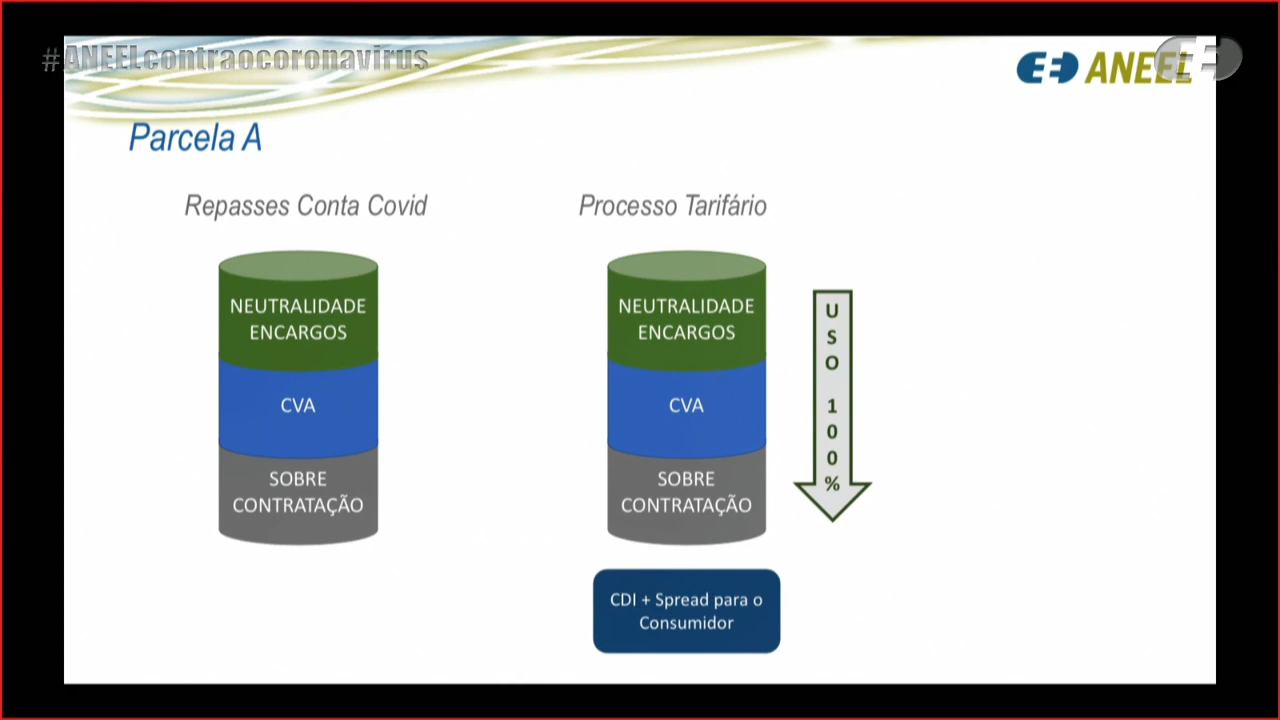 #ANEELcontraocoronavirus
ANEEL
Parcela A
Repasses Conta Covid
Processo Tarifário
NEUTRALIDADE
ENCARGOS
CVA
SOBRE
CONTRATAÇÃO
NEUTRALIDADE
ENCARGOS
CVA
SOBRE
CONTRATAÇÃO
USO 100%
CDI + Spread para o
Consumidor